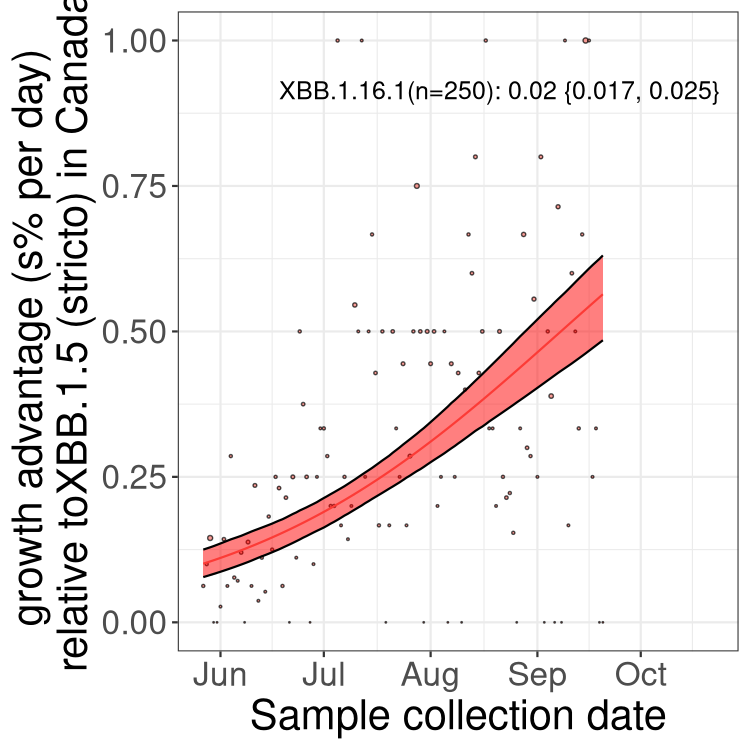 growth advantage (s% per day)
relative toXBB.1.5 (stricto) in Canada
1.00
0.75
0.50
0.25
0.00
XBB.1.16.1(n=250): 0.02 {0.017, 0.025}
Jun Jul Aug Sep Oct
Sample collection date